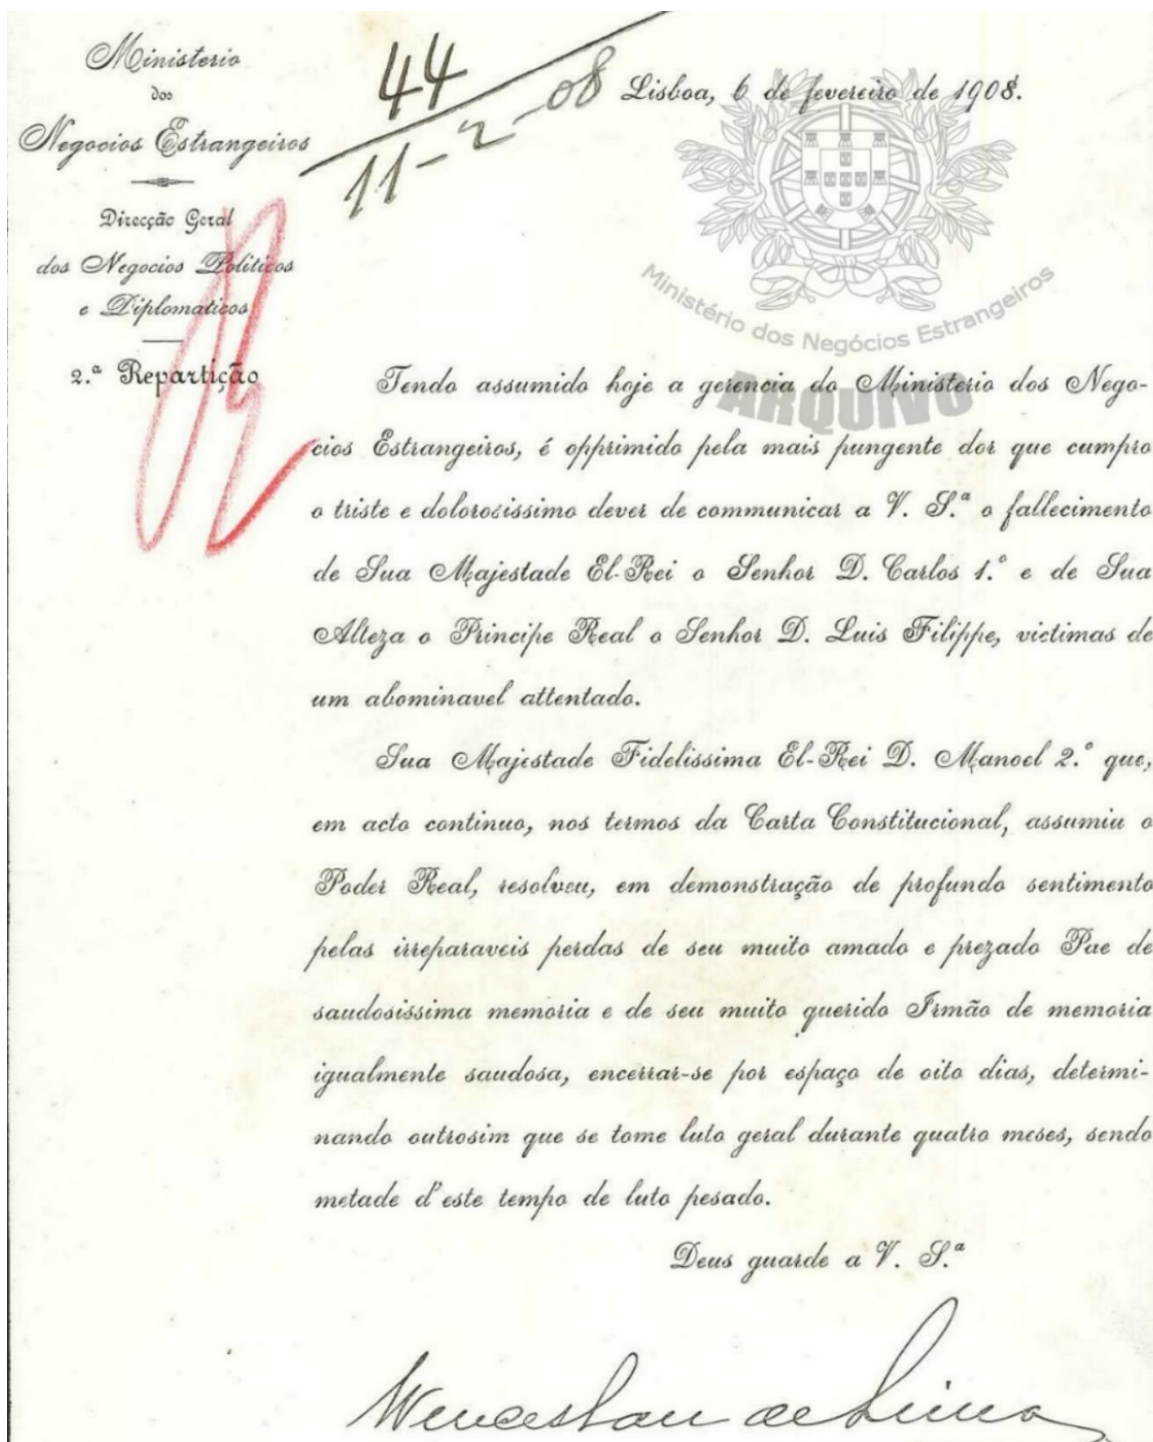 Ministerio
dos
Negocios Estrangeiros
Direcção Geral
dos Negocios Politicos
e Diplomaticos
2.ª Repartição
44
11-2-08
Lisboa, 6 de fevereiro de 1908.
Ministério dos Negócios Estrangeiros
ARQUIVO
Tendo assumido hoje a gerencia do Ministerio dos Nego-
cios Estrangeiros, é opprimido pela mais pungente dor que cumpro
o triste e dolorosissimo dever de communicar a V. S.ª o fallecimento
de Sua Majestade El-Rei o Senhor D. Carlos 1.º e de Sua
Alteza o Principe Real o Senhor D. Luis Filippe, victimas de
um abominavel attentado.
Sua Majestade Fidelissima El-Rei D. Manoel 2.º que,
em acto continuo, nos termos da Carta Constitucional, assumiu o
Poder Real, resolveu, em demonstração de profundo sentimento
pelas irreparaveis perdas de seu muito amado e prezado Pae de
saudosissima memoria e de seu muito querido Irmão de memoria
igualmente saudosa, encerrar-se por espaço de oito dias, determi-
nando outrosim que se tome luto geral durante quatro meses, sendo
metade d'este tempo de luto pesado.
Deus guarde a V. S.ª
Wenceslau de Lima